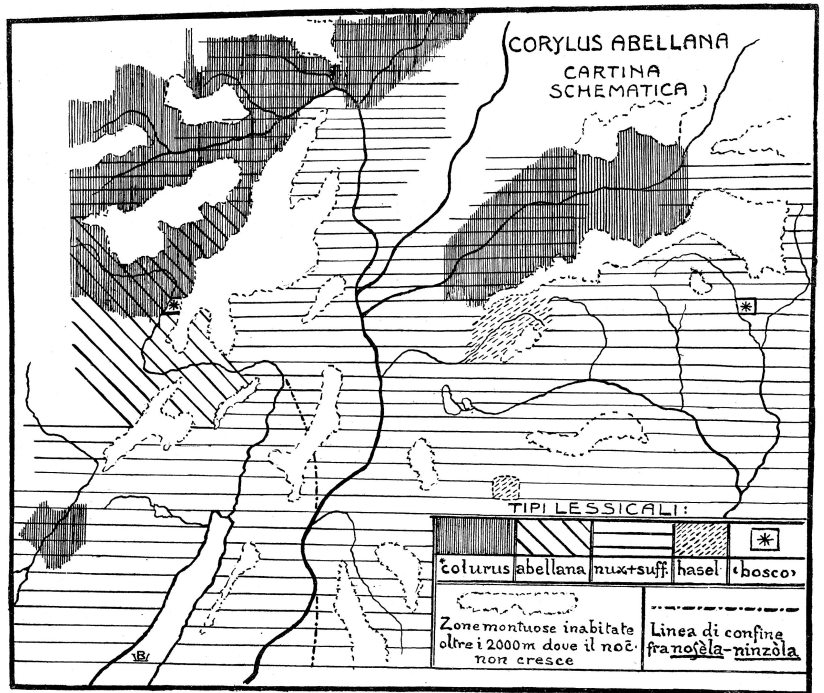 CORYLUS ABELLANA
CARTINA
SCHEMATICA
TIPI LESSICALI:
*colurus abellana nux+suff. hasel ‹bosco›
Zone montuose inabitate
oltre i 2000m dove il noč.
non cresce
Linea di confine
fra noṣèla-ninzòla
B